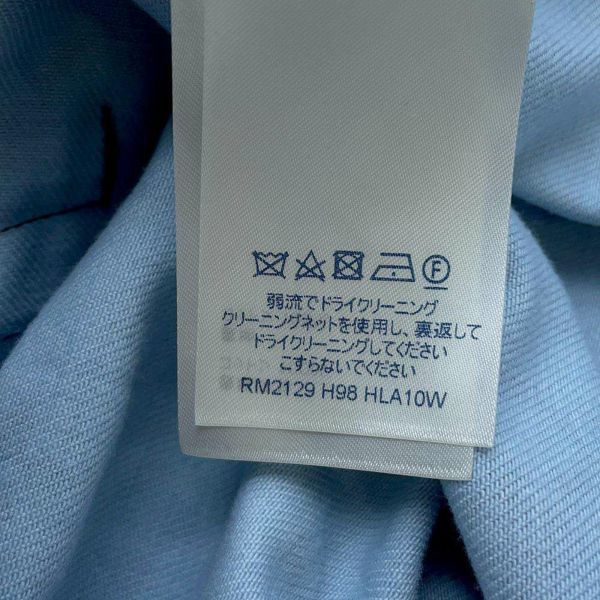 F
弱流でドライクリーニング
クリーニングネットを使用し、裏返して
ドライクリーニングしてください
こすらないでください
RM2129 H98 HLA10W